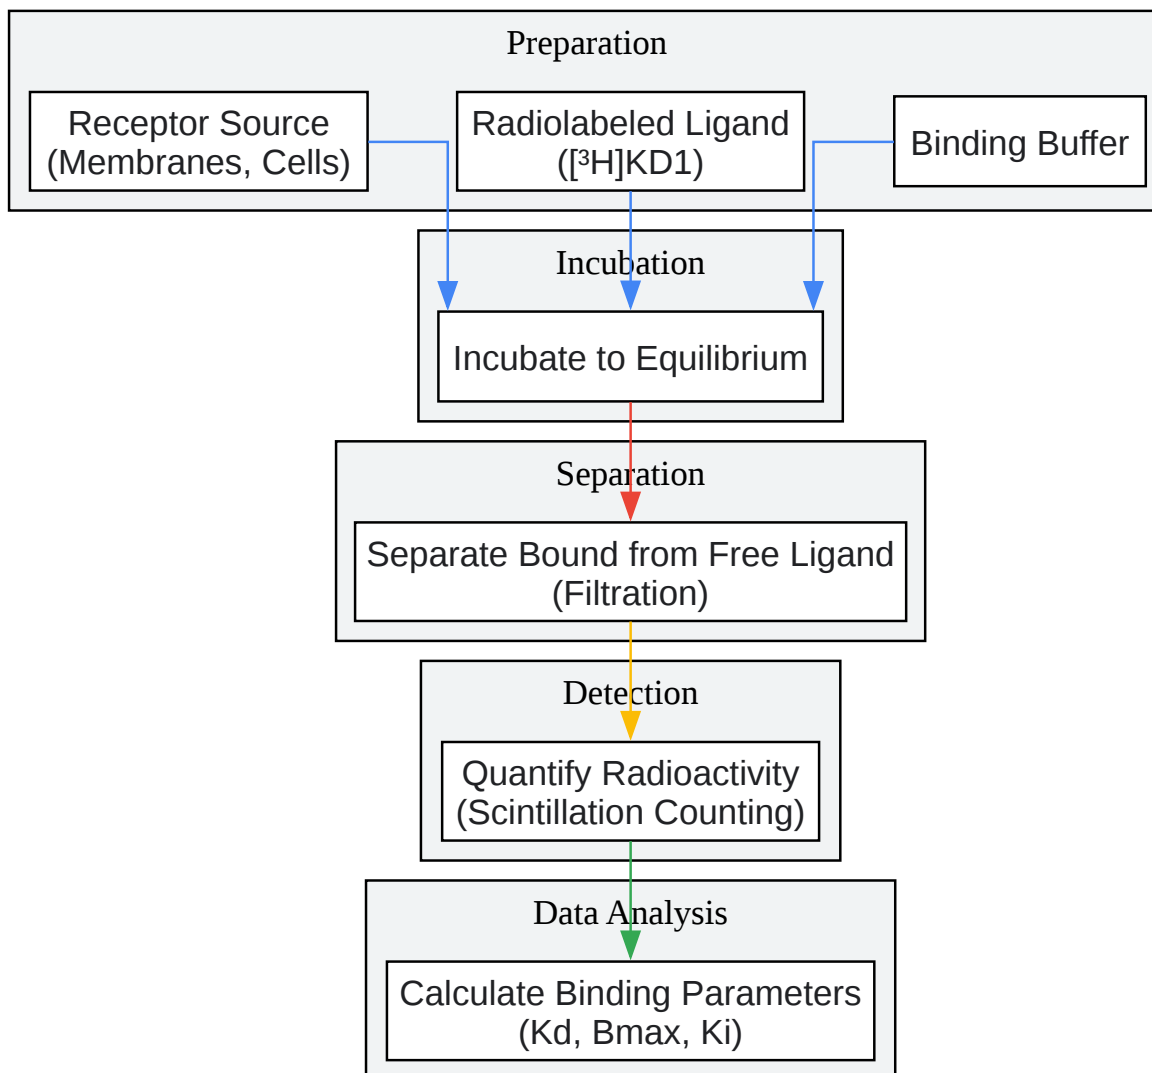 Preparation
Receptor Source
(Membranes, Cells)
Radiolabeled Ligand
([³H]KD1)
Binding Buffer
Incubation
Incubate to Equilibrium
Separation
Separate Bound from Free Ligand
(Filtration)
Detection
Quantify Radioactivity
(Scintillation Counting)
Data Analysis
Calculate Binding Parameters
(Kd, Bmax, Ki)